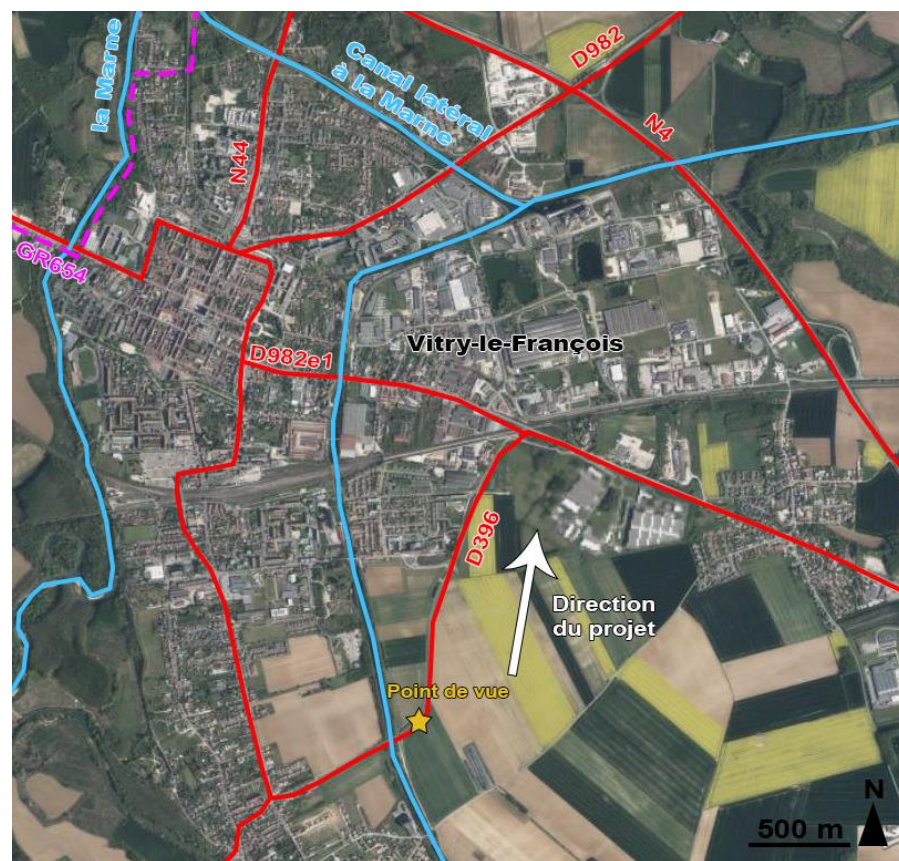 la Marne
Canal latéral
à la Marne
D982
N4
N44
GR654
D982e1
Vitry-le-François
D396
Direction
du projet
Point de vue
N
500 m